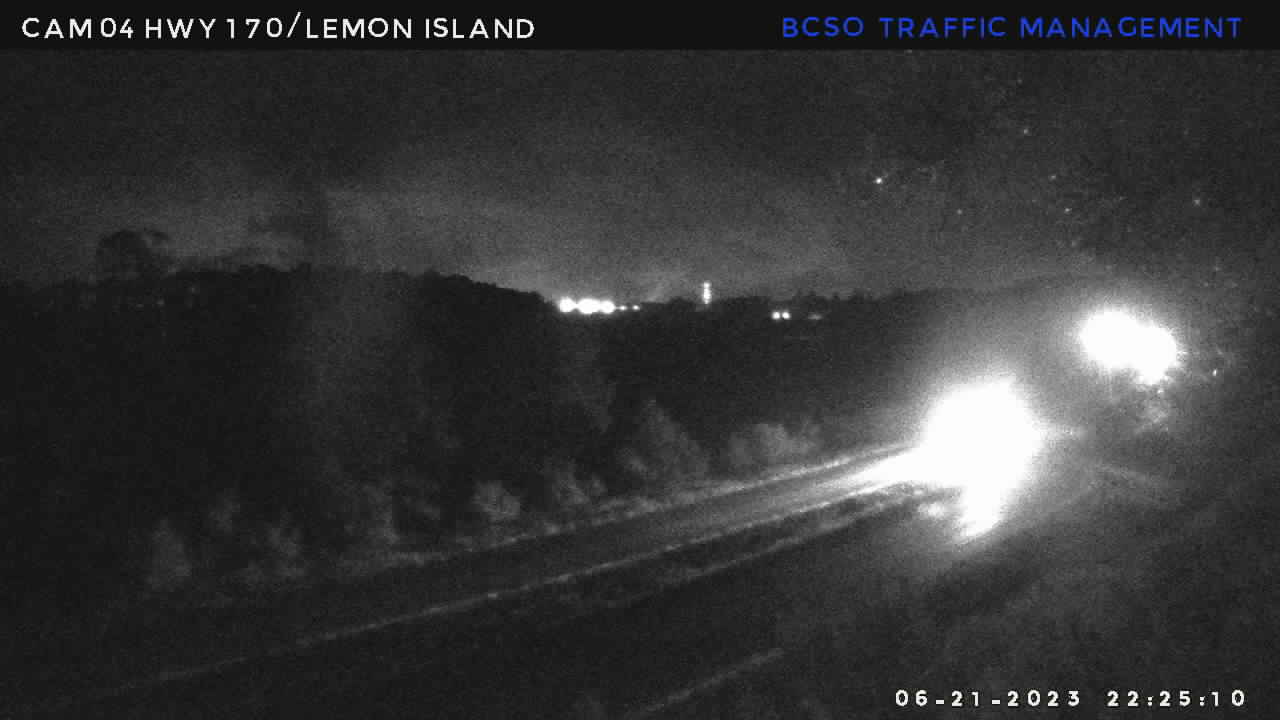 CAM04 HWY 170/LEMON ISLAND
BCSO TRAFFIC MANAGEMENT
06-21-2023 22:25:10